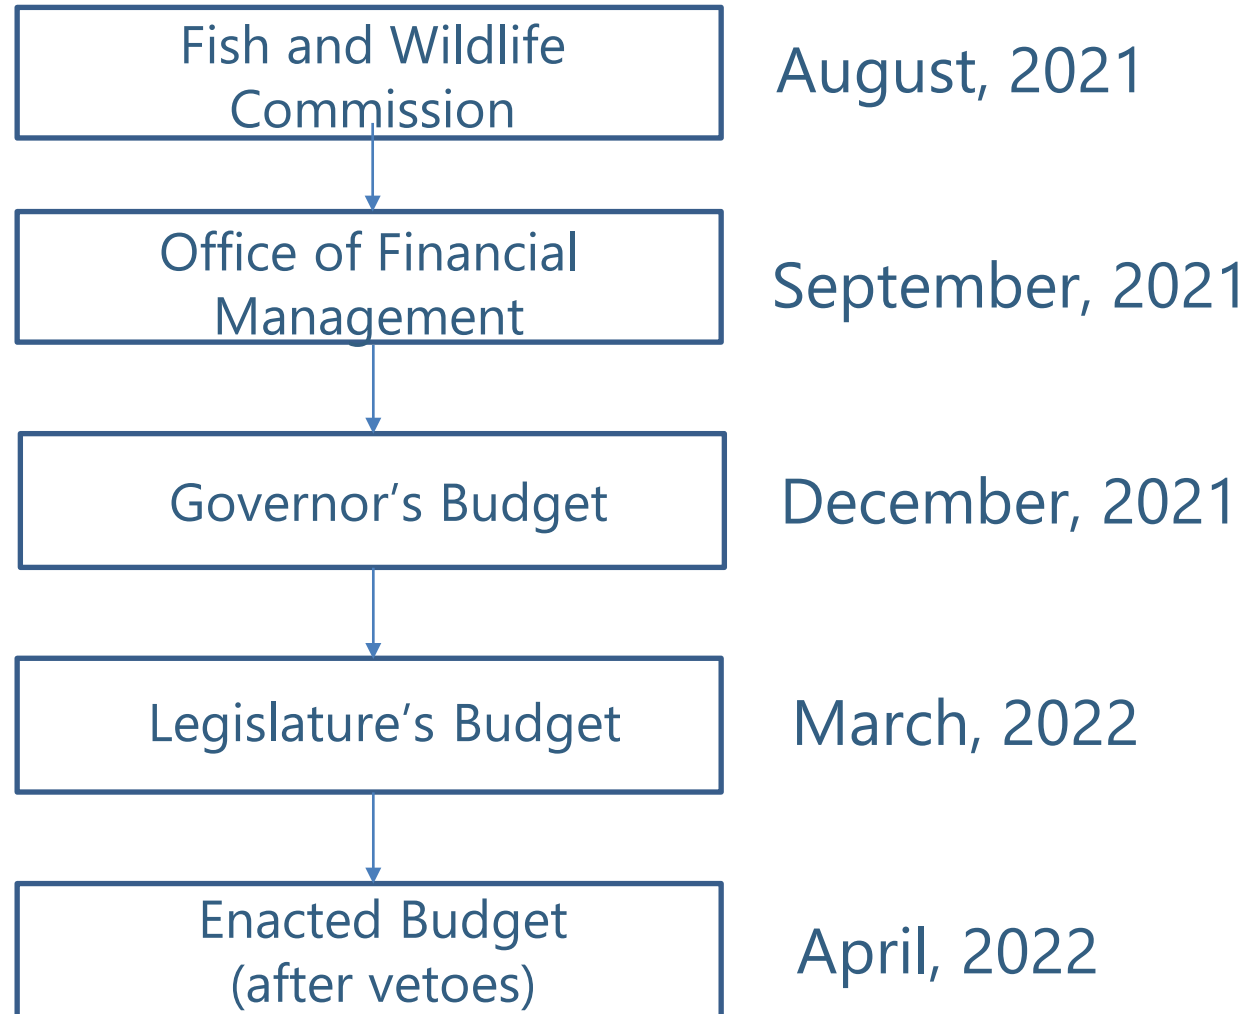 Fish and Wildlife
Commission
August, 2021
Office of Financial
Management
September, 2021
Governor’s Budget
December, 2021
Legislature’s Budget
March, 2022
Enacted Budget
(after vetoes)
April, 2022